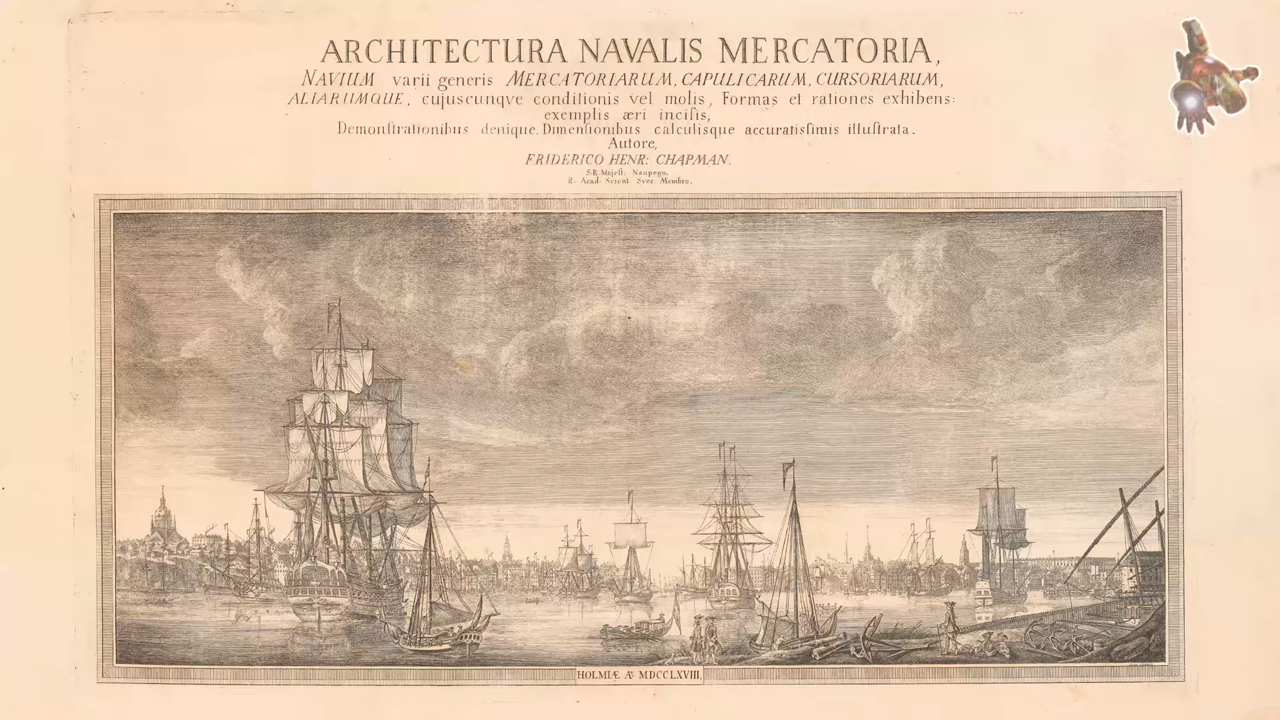 ARCHITECTURA NAVALIS MERCATORIA,
NAVIUM varii generis MERCATORIARUM, CAPULICARUM, CURSORIARUM,
ALIARUMQUE, cujuscunqve conditionis vel molis, Formas et rationes exhibens:
exemplis æri incisis,
Demonſtrationibus denique, Dimenſionibus calculisque accuratiſſimis illuſtrata.
Autore,
FRIDERICO HENR: CHAPMAN.
S:R:Majeſt: Naupego,
R: Acad: Scient. Svec. Membro.
HOLMIÆ Aº MDCCLXVIII.